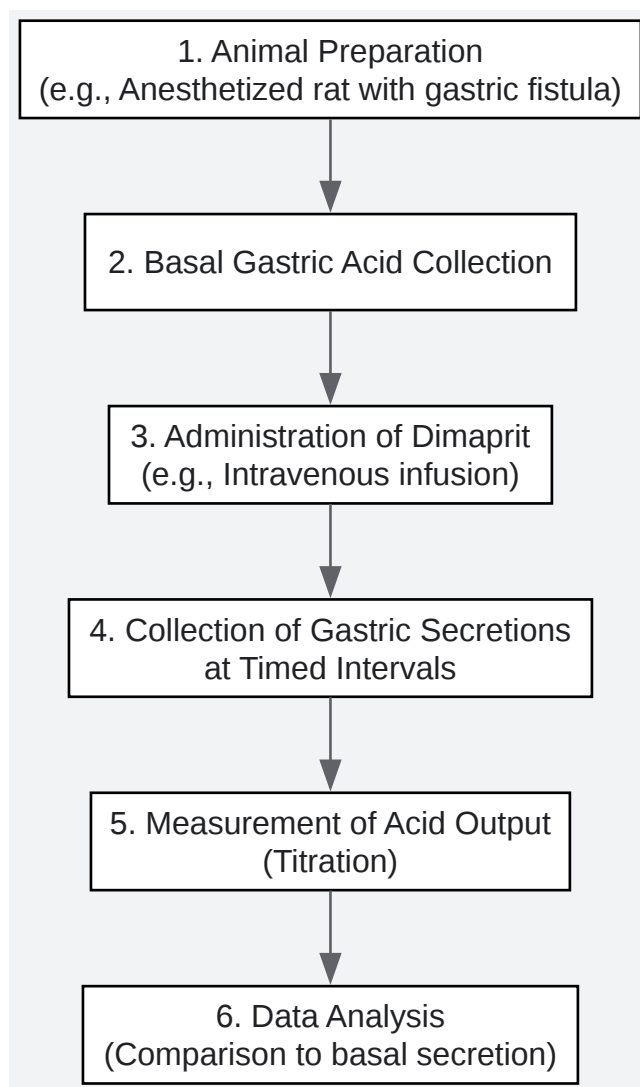 1. Animal Preparation
(e.g., Anesthetized rat with gastric fistula)
2. Basal Gastric Acid Collection
3. Administration of Dimaprit
(e.g., Intravenous infusion)
4. Collection of Gastric Secretions
at Timed Intervals
5. Measurement of Acid Output
(Titration)
6. Data Analysis
(Comparison to basal secretion)